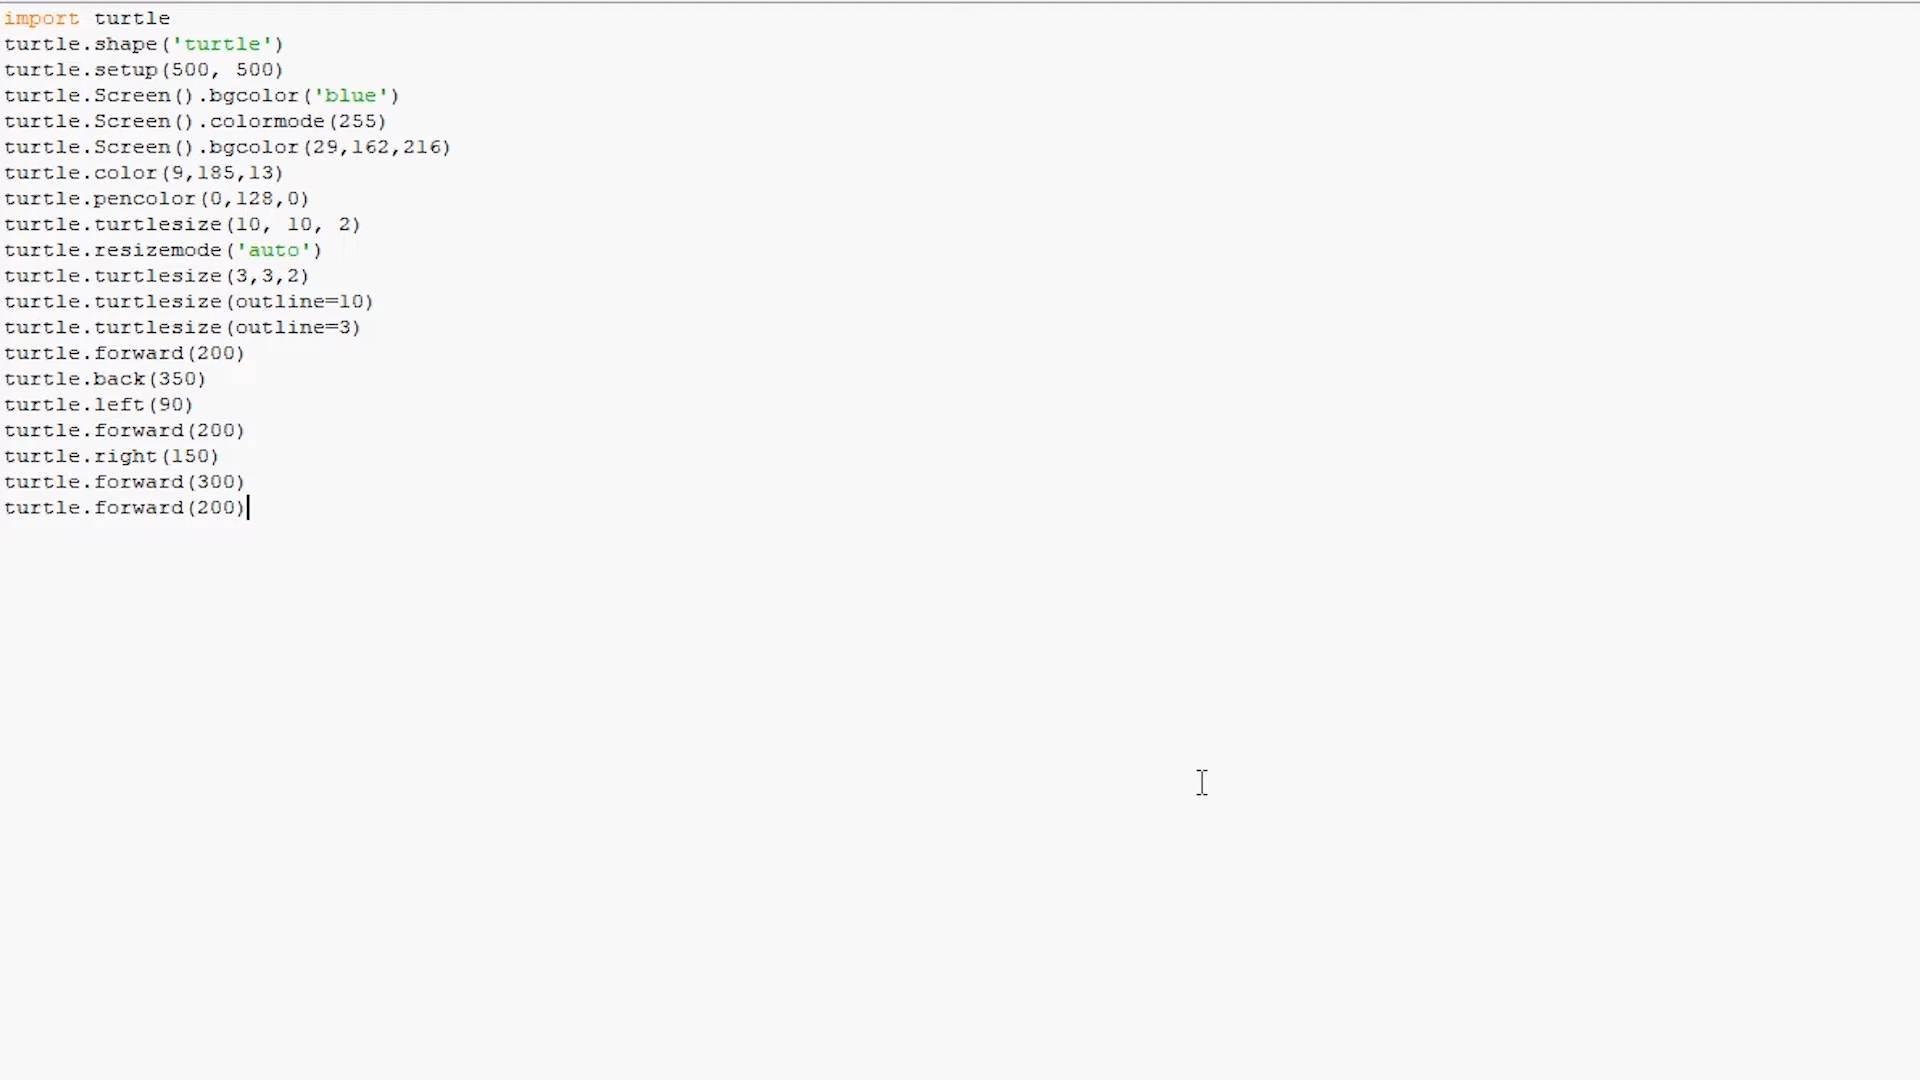 import turtle
turtle.shape('turtle')
turtle.setup(500, 500)
turtle.Screen().bgcolor('blue')
turtle.Screen().colormode(255)
turtle.Screen().bgcolor(29,162,216)
turtle.color(9,185,13)
turtle.pencolor(0,128,0)
turtle.turtlesize(10, 10, 2)
turtle.resizemode('auto')
turtle.turtlesize(3,3,2)
turtle.turtlesize(outline=10)
turtle.turtlesize(outline=3)
turtle.forward(200)
turtle.back(350)
turtle.left(90)
turtle.forward(200)
turtle.right(150)
turtle.forward(300)
turtle.forward(200)